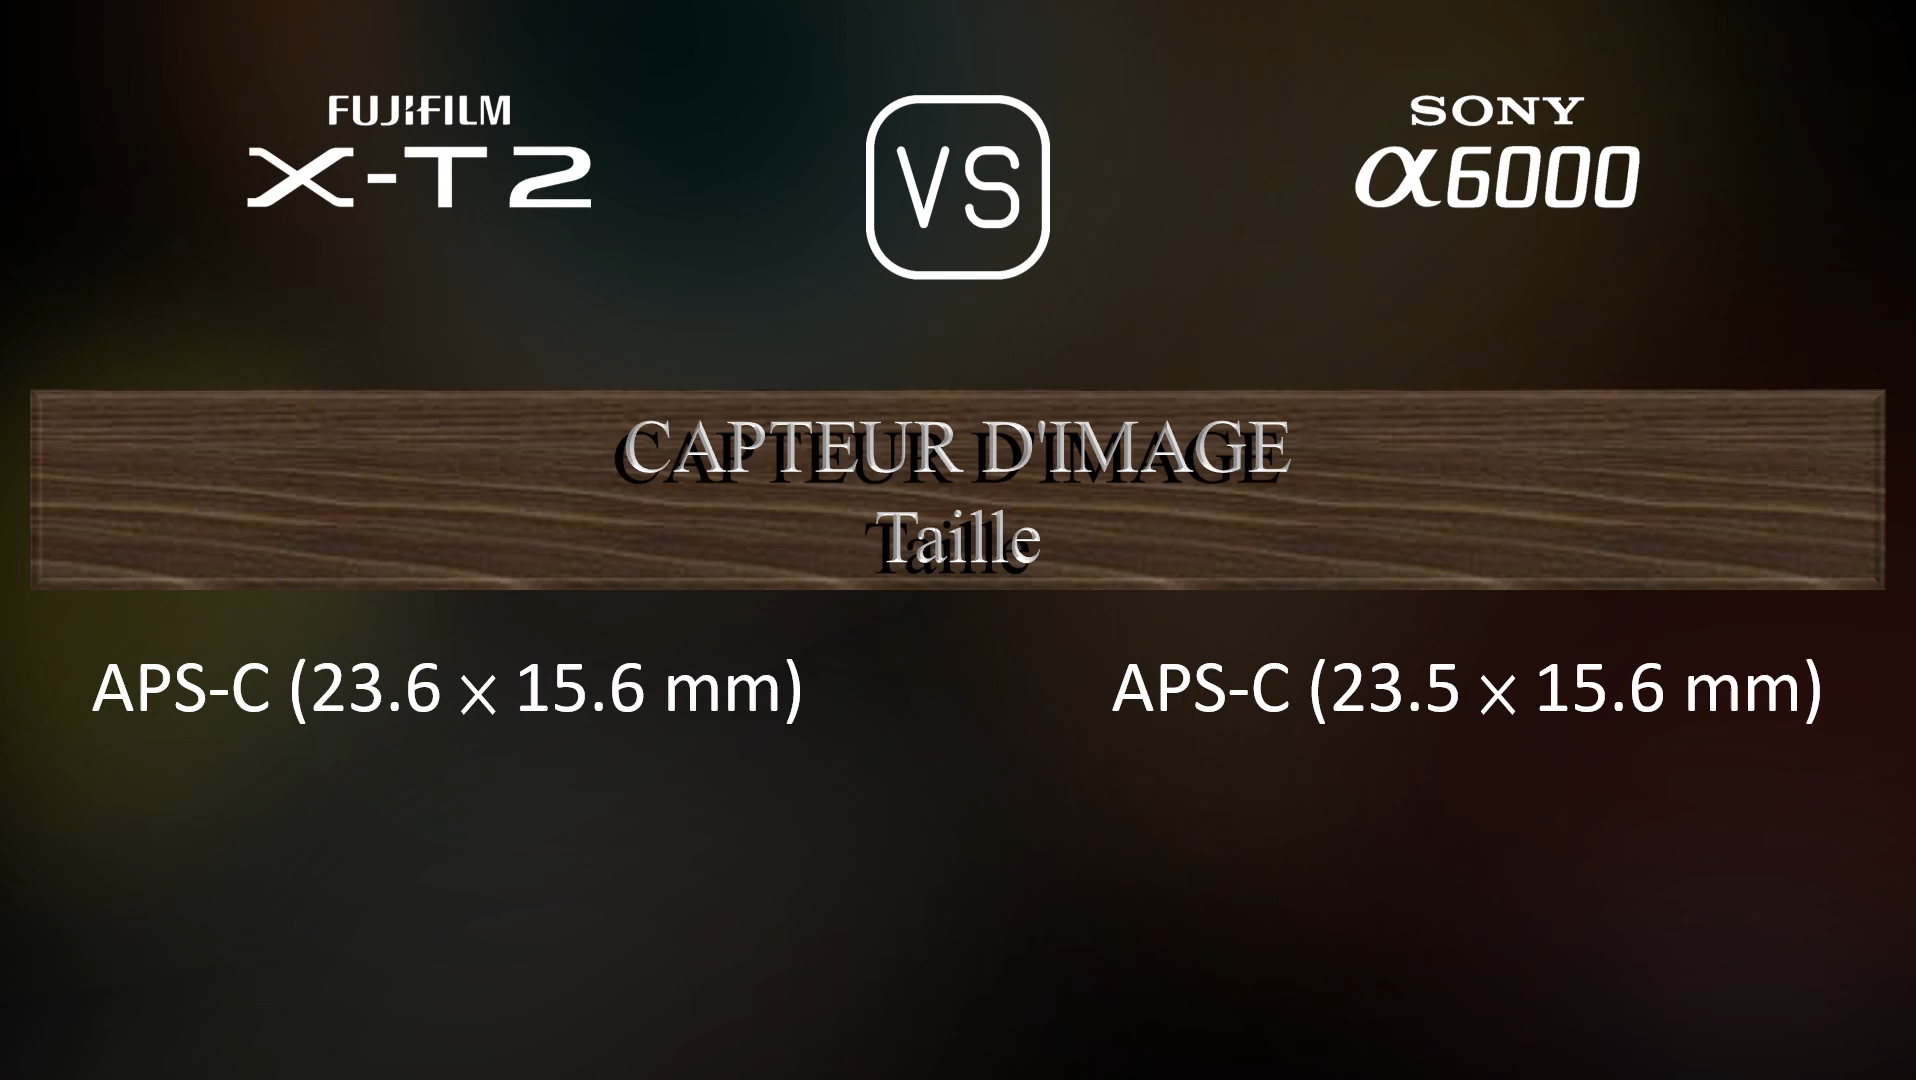 FUJIFILM
X-T2
VS
SONY
α6000
CAPTEUR D'IMAGE
Taille
APS-C (23.6 x 15.6 mm)
APS-C (23.5 x 15.6 mm)